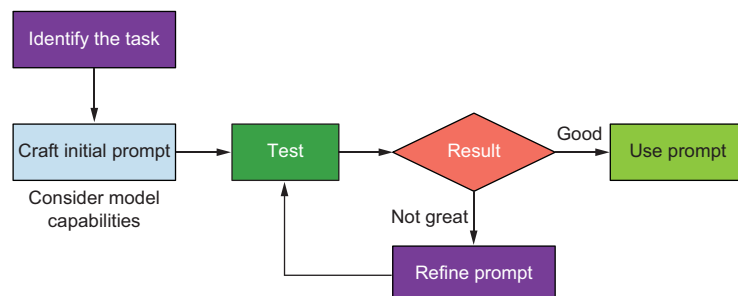 Identify the task
Craft initial prompt
Test
Result
Good
Use prompt
Consider model
capabilities
Not great
Refine prompt